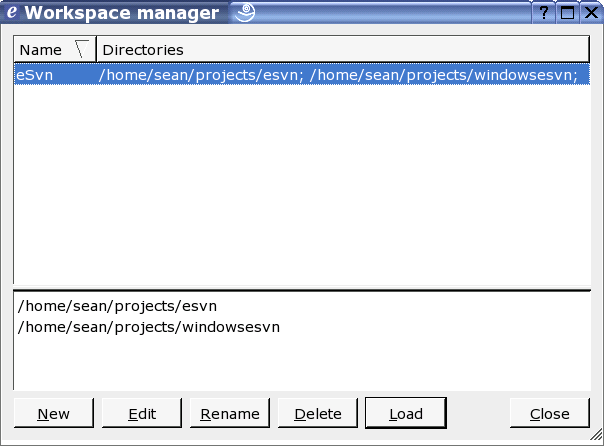 e Workspace manager ?
Name Directories
eSvn /home/sean/projects/esvn; /home/sean/projects/windowsesvn;
/home/sean/projects/esvn
/home/sean/projects/windowsesvn
New Edit Rename Delete Load Close